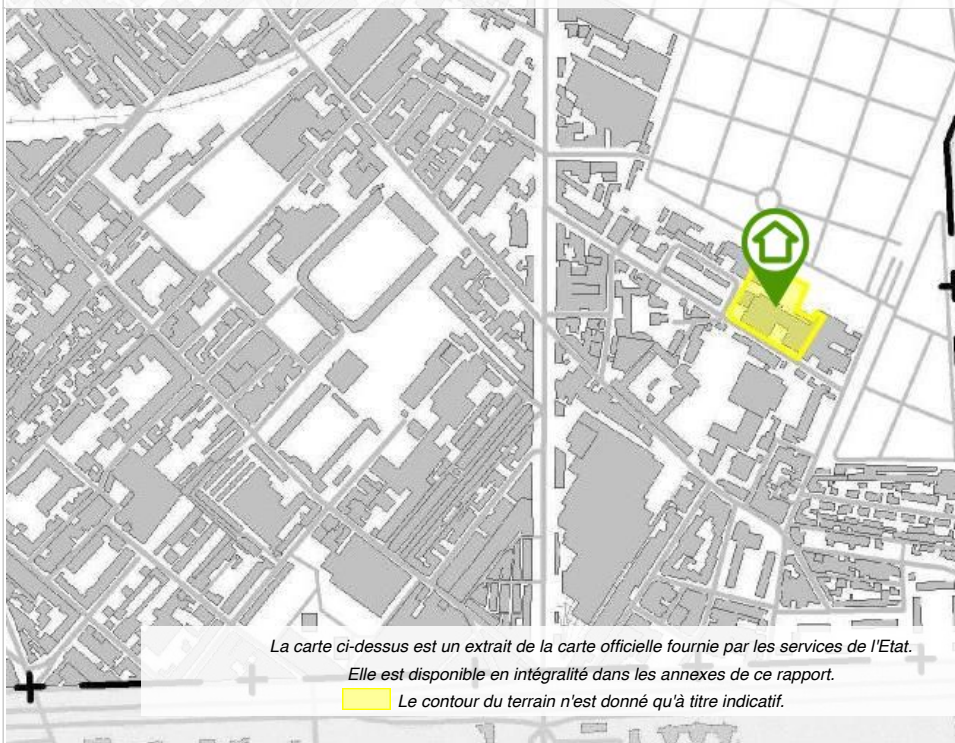 La carte ci-dessus est un extrait de la carte officielle fournie par les services de l'Etat.
Elle est disponible en intégralité dans les annexes de ce rapport.
Le contour du terrain n'est donné qu'à titre indicatif.